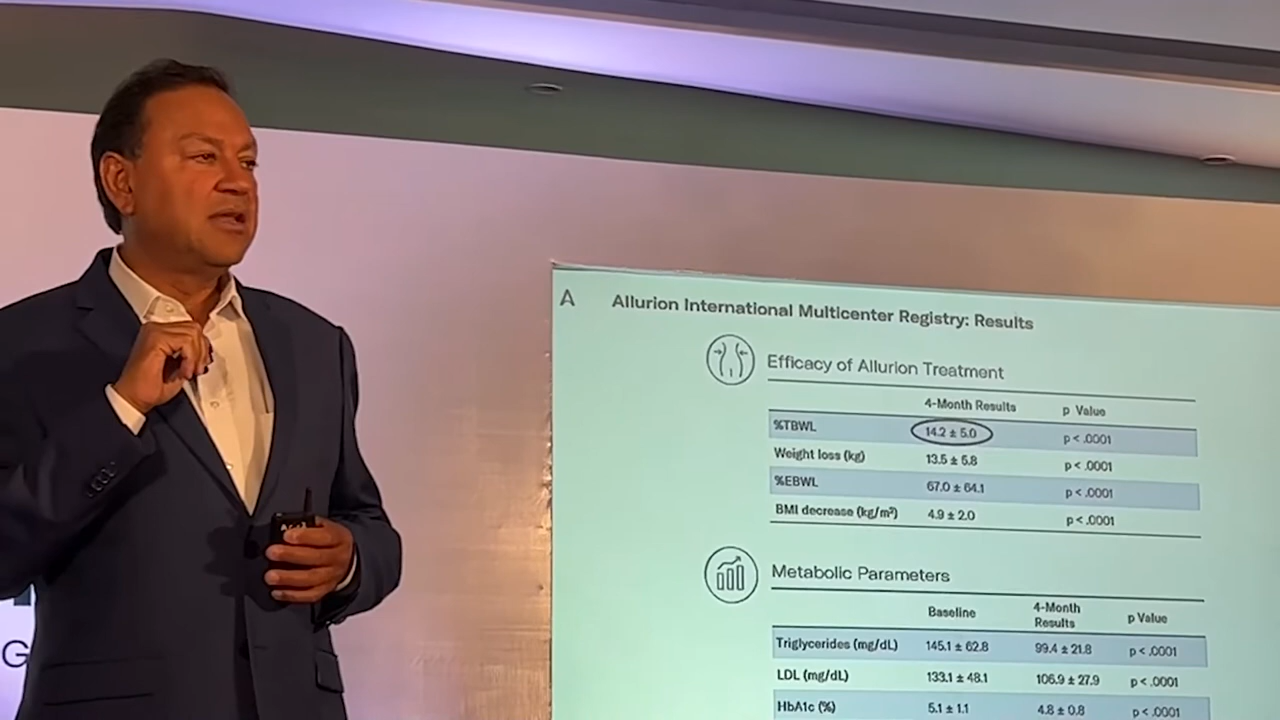 A
Allurion International Multicenter Registry: Results
Efficacy of Allurion Treatment
4-Month Results p Value
%TBWL 14.2 ± 5.0 p < .0001
Weight loss (kg) 13.5 ± 5.8 p < .0001
%EBWL 67.0 ± 64.1 p < .0001
BMI decrease (kg/m²) 4.9 ± 2.0 p < .0001
Metabolic Parameters
Baseline 4-Month Results p Value
Triglycerides (mg/dL) 145.1 ± 62.8 99.4 ± 21.8 p < .0001
LDL (mg/dL) 133.1 ± 48.1 106.9 ± 27.9 p < .0001
HbA1c (%) 5.1 ± 1.1 4.8 ± 0.8 p < .0001
G